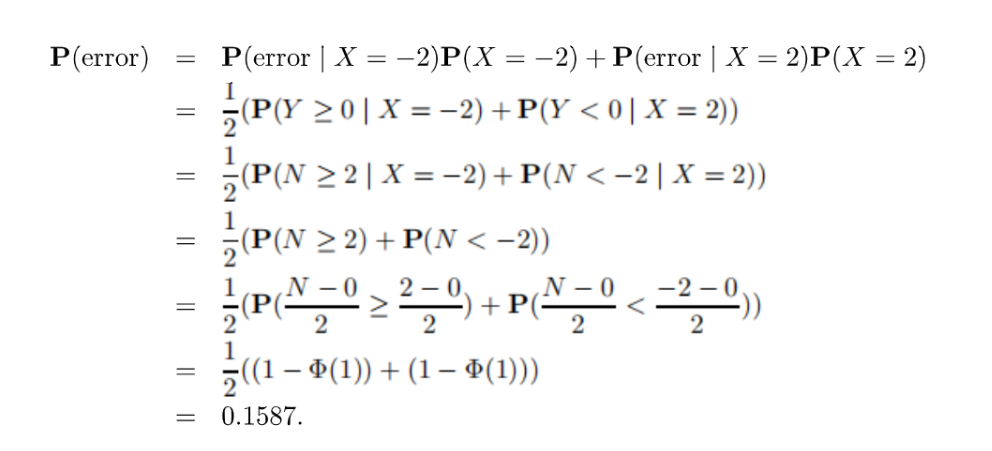 P(error) = P(error | X = −2)P(X = −2) + P(error | X = 2)P(X = 2)
= 1/2(P(Y ≥ 0 | X = −2) + P(Y < 0 | X = 2))
= 1/2(P(N ≥ 2 | X = −2) + P(N < −2 | X = 2))
= 1/2(P(N ≥ 2) + P(N < −2))
= 1/2(P((N − 0)/2 ≥ (2 − 0)/2) + P((N − 0)/2 < (−2 − 0)/2))
= 1/2((1 − Φ(1)) + (1 − Φ(1)))
= 0.1587.